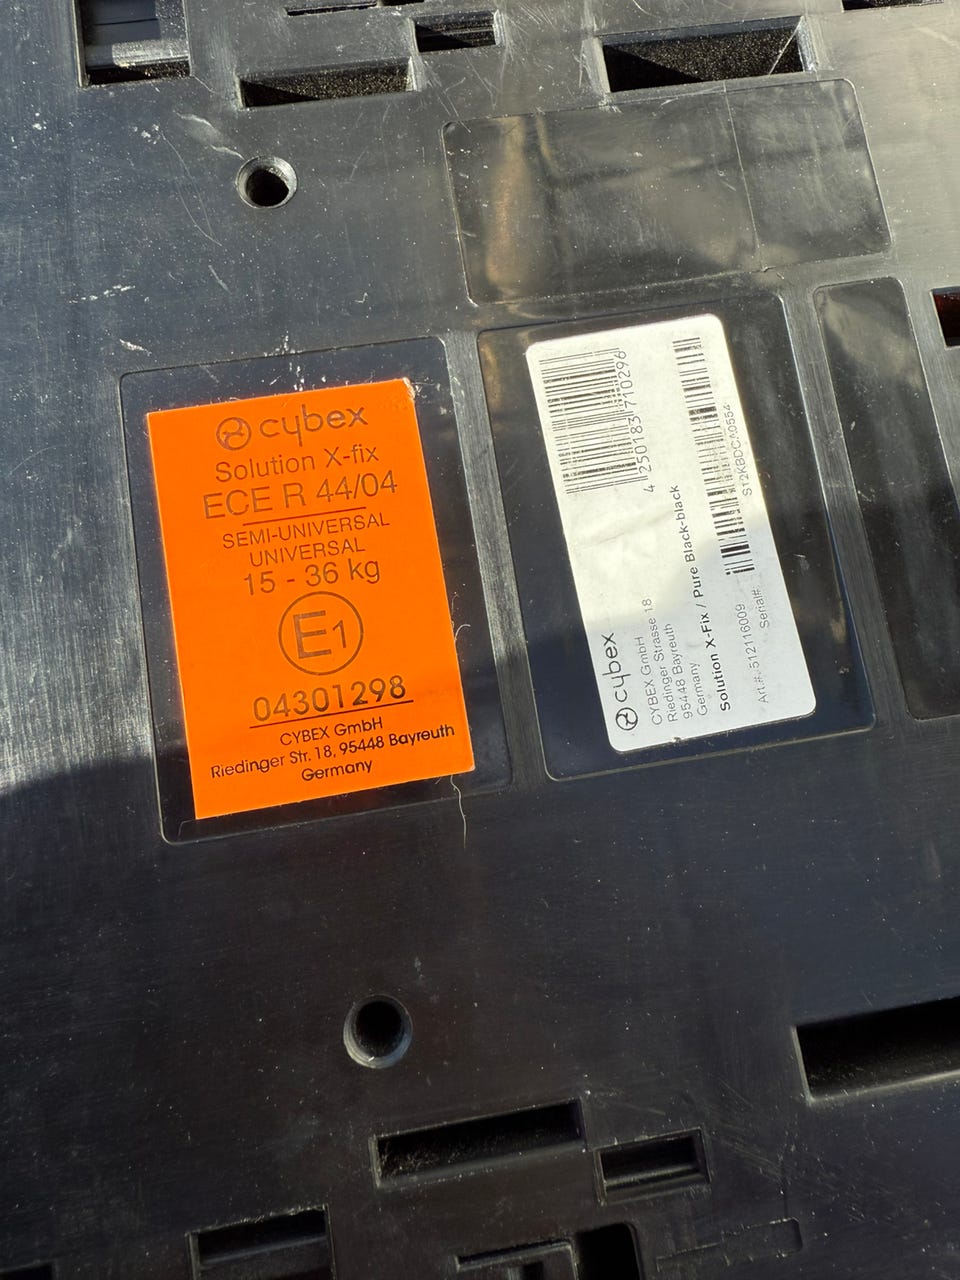 cybex
Solution X-fix
ECE R 44/04
SEMI-UNIVERSAL
UNIVERSAL
15 - 36 kg
E1
04301298
CYBEX GmbH
Riedinger Str. 18, 95448 Bayreuth
Germany
4 250183 710296
cybex
CYBEX GmbH
Riedinger Strasse 18
95448 Bayreuth
Germany
Solution X-Fix / Pure Black-black
Art.#: 512116009
Serial#:
ST2KBDCA0554